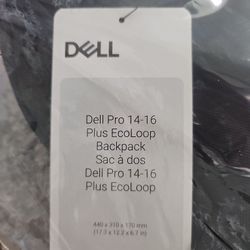 DELL
Dell Pro 14-16
Plus EcoLoop
Backpack
Sac à dos
Dell Pro 14-16
Plus EcoLoop
440 x 310 x 170 mm
(17.3 x 12.2 x 6.7 in)